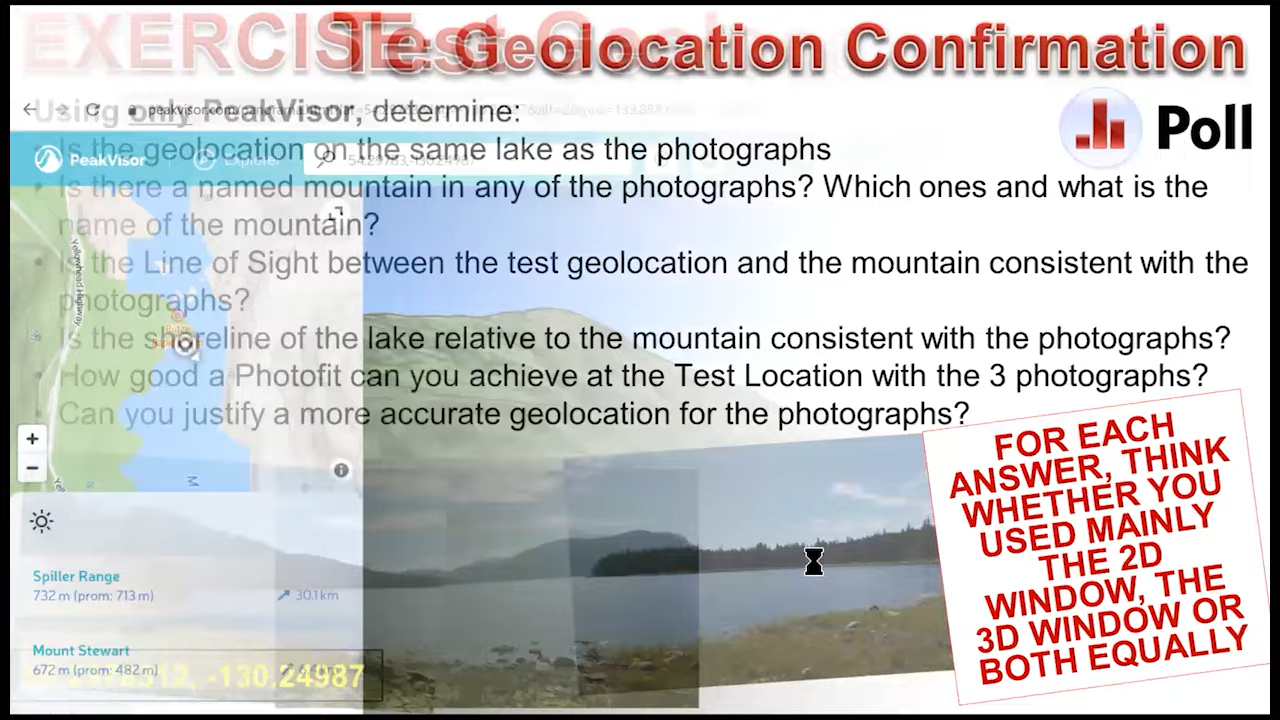 EXERCISE Test Geolocation Confirmation
Using only PeakVisor, determine:
Poll
• Is the geolocation on the same lake as the photographs
• Is there a named mountain in any of the photographs? Which ones and what is the
name of the mountain?
• Is the Line of Sight between the test geolocation and the mountain consistent with the
photographs?
• Is the shoreline of the lake relative to the mountain consistent with the photographs?
• How good a Photofit can you achieve at the Test Location with the 3 photographs?
• Can you justify a more accurate geolocation for the photographs?
PeakVisor
Explore
Yellowhead Highway
+
−
M
Spiller Range
732 m (prom: 713 m)
30.1 km
Mount Stewart
672 m (prom: 482 m)
-130.24987
FOR EACH
ANSWER, THINK
WHETHER YOU
USED MAINLY
THE 2D
WINDOW, THE
3D WINDOW OR
BOTH EQUALLY